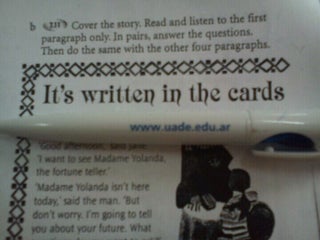 b Cover the story. Read and listen to the first
paragraph only. In pairs, answer the questions.
Then do the same with the other four paragraphs.
It's written in the cards
www.uade.edu.ar
'Good afternoon,' said
'I want to see Madame Yolanda,
the fortune teller.'
'Madame Yolanda isn't here
today,' said the man. 'But
don't worry. I'm going to tell
you about your future. What